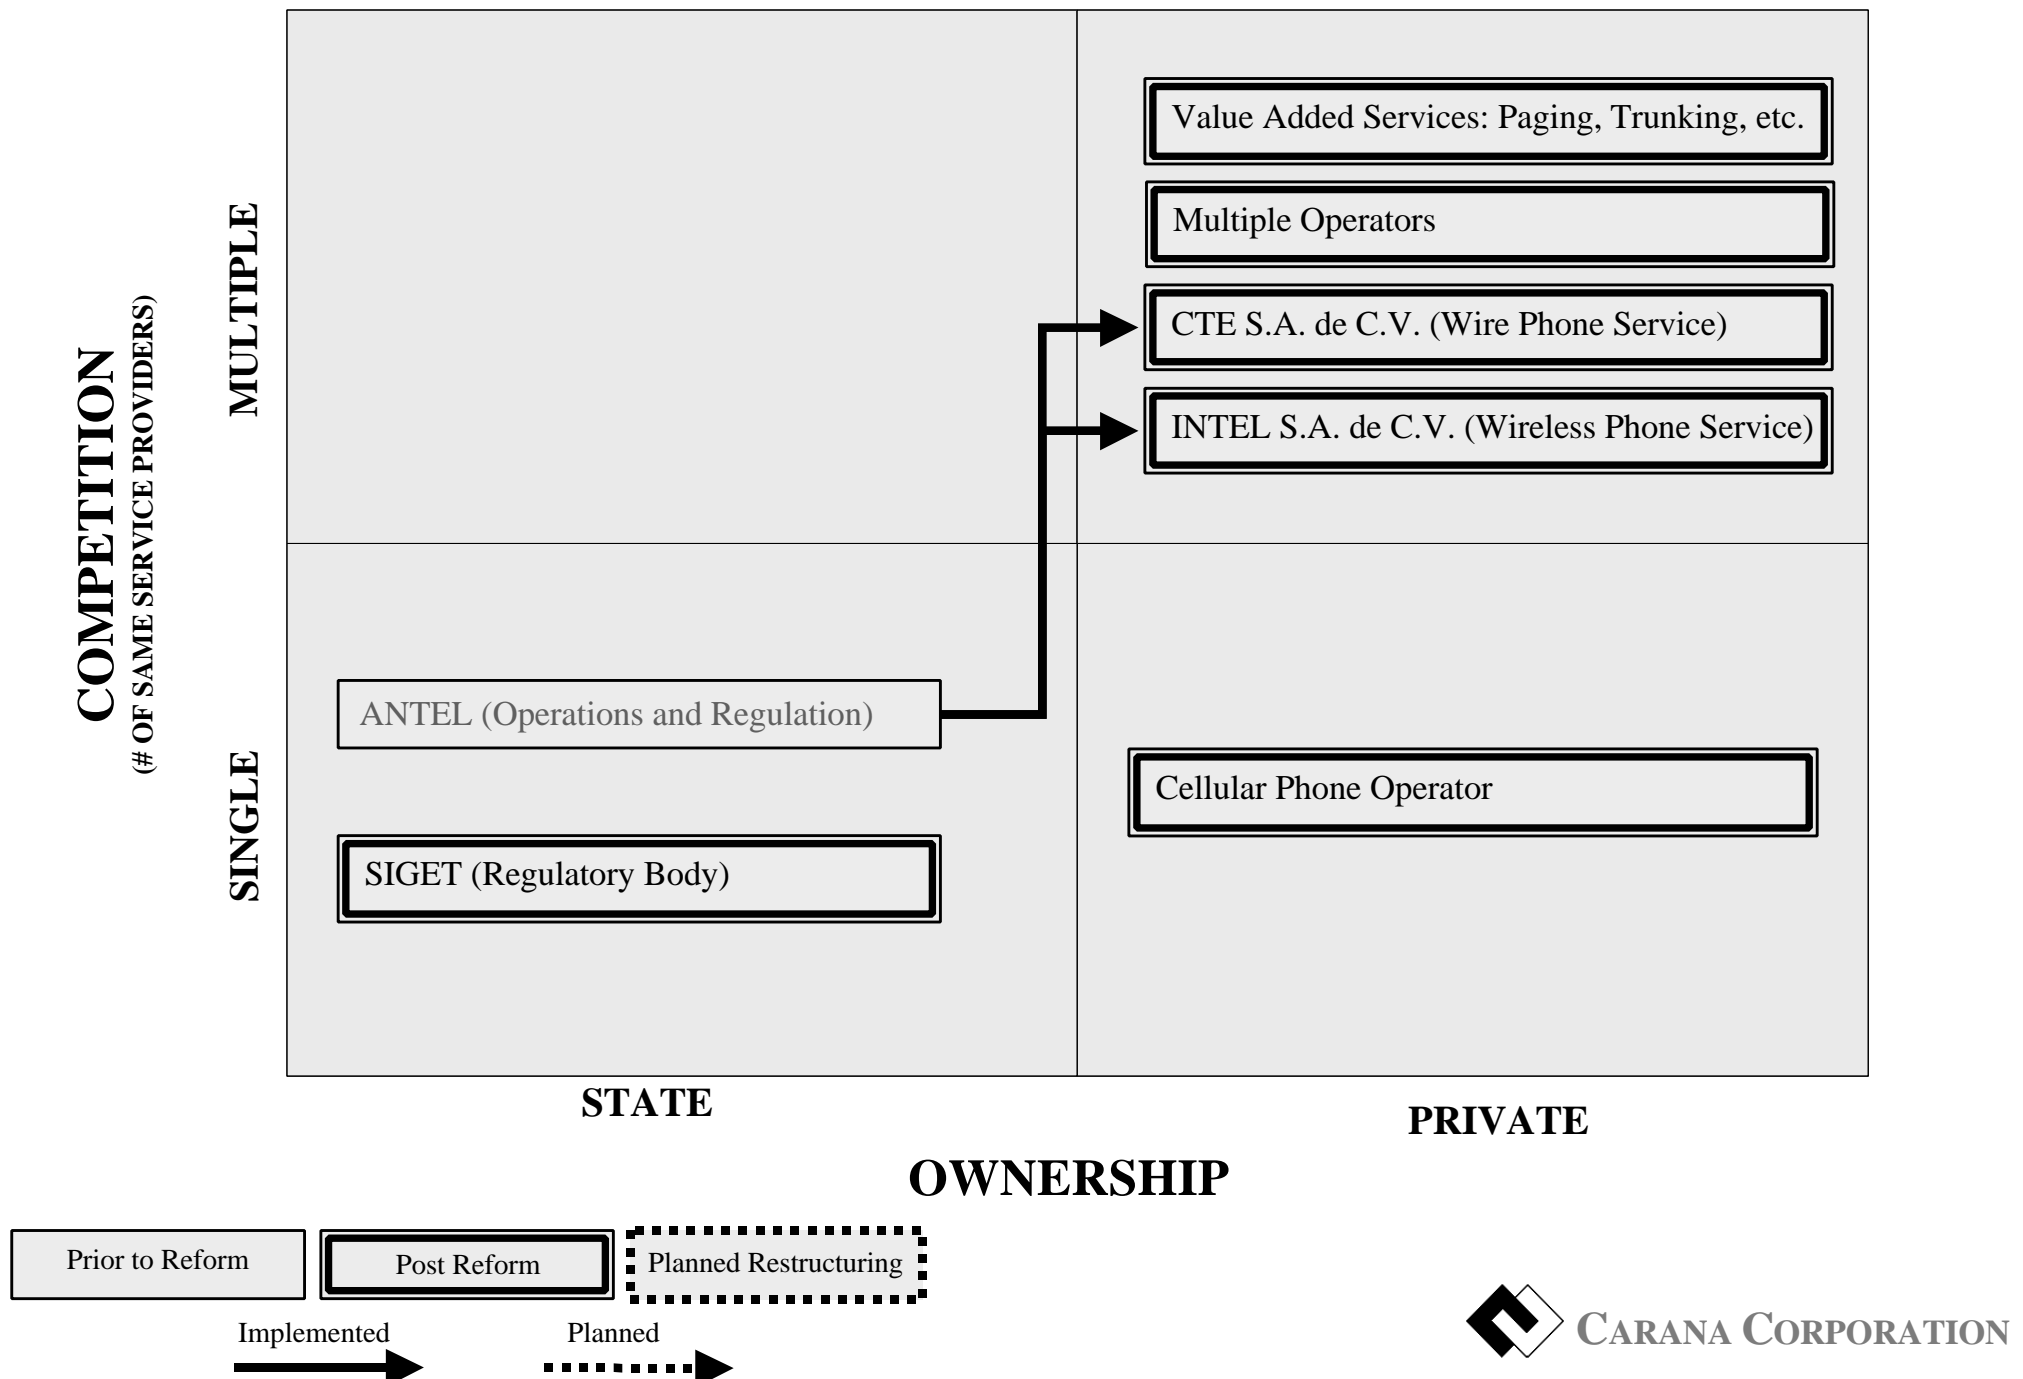 COMPETITION
(# OF SAME SERVICE PROVIDERS)
MULTIPLE
SINGLE
Value Added Services: Paging, Trunking, etc.
Multiple Operators
CTE S.A. de C.V. (Wire Phone Service)
INTEL S.A. de C.V. (Wireless Phone Service)
ANTEL (Operations and Regulation)
SIGET (Regulatory Body)
Cellular Phone Operator
STATE
PRIVATE
OWNERSHIP
Prior to Reform
Post Reform
Planned Restructuring
Implemented
Planned
CARANA CORPORATION